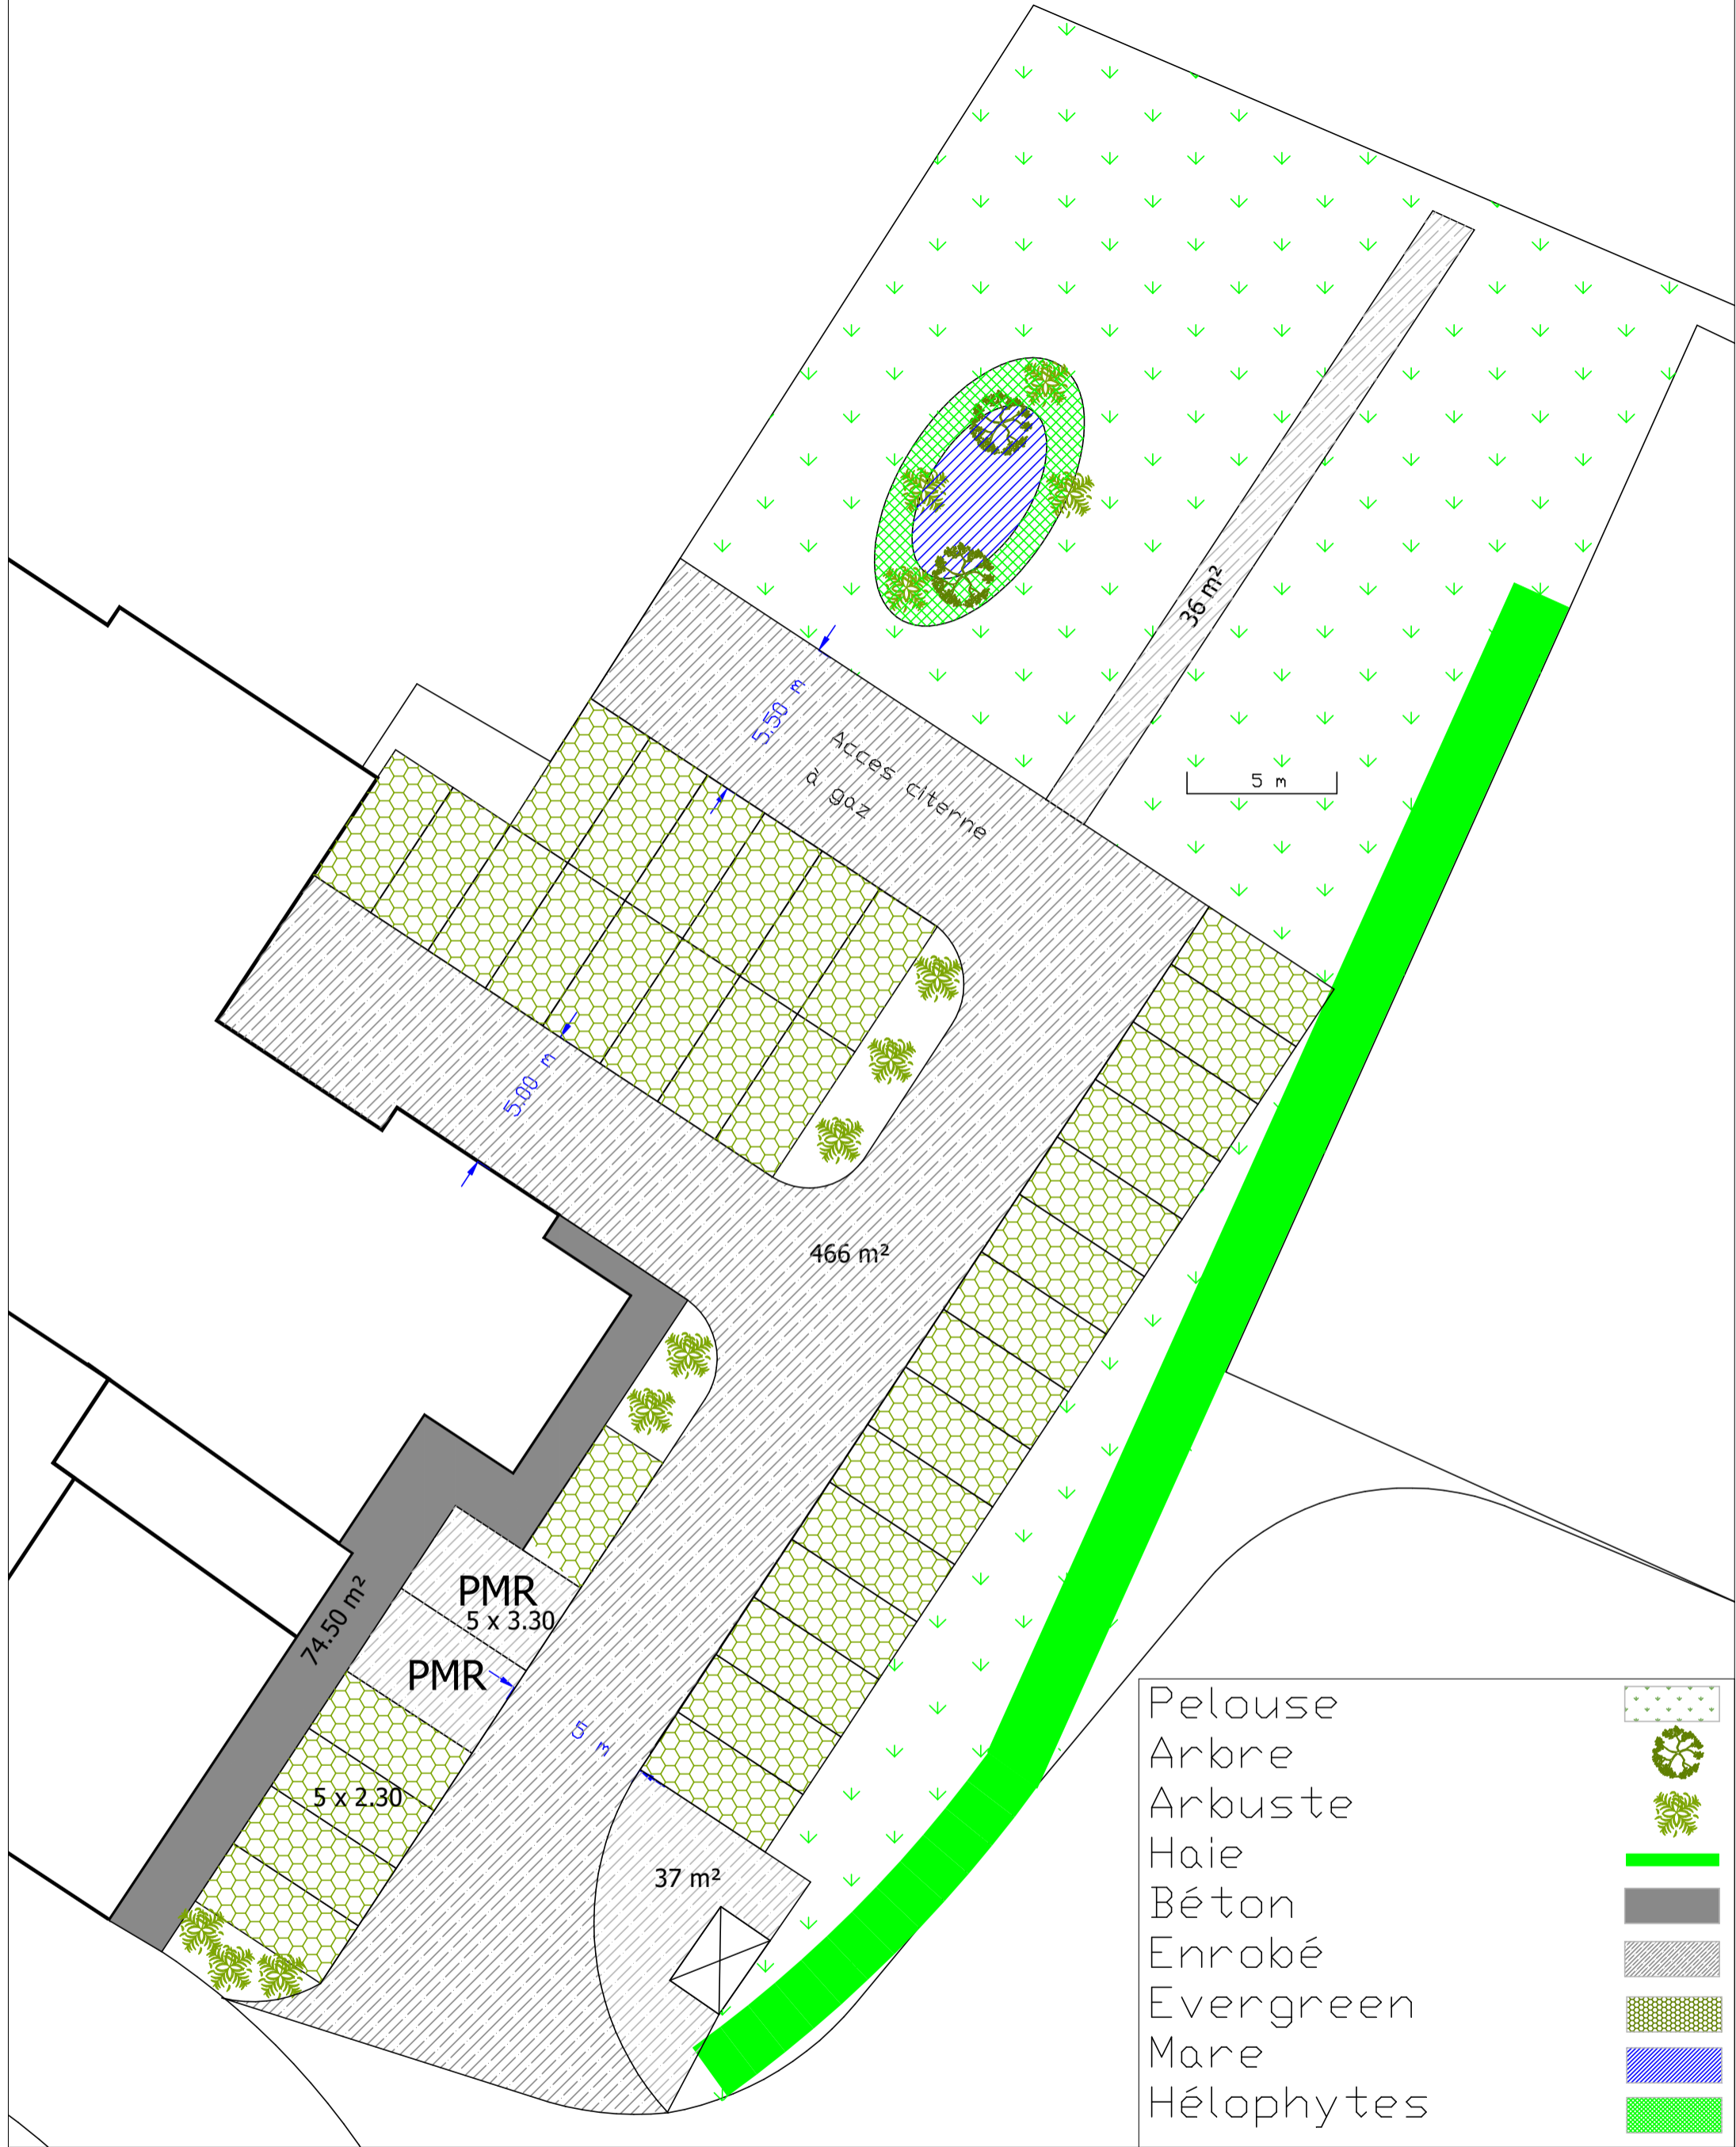 36 m²
5.50 m
Acces citerne
à gaz
5 m
5.00 m
466 m²
PMR
5 x 3.30
74.50 m²
PMR
5 m
5 x 2.30
37 m²
Pelouse
Arbre
Arbuste
Haie
Béton
Enrobé
Evergreen
Mare
Hélophytes